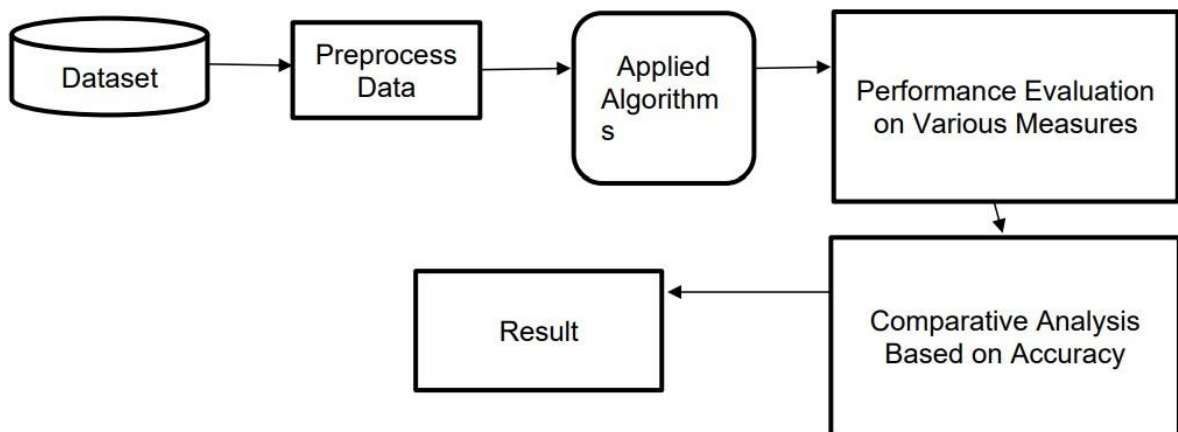 Dataset
Preprocess
Data
Applied
Algorithm
s
Performance Evaluation
on Various Measures
Comparative Analysis
Based on Accuracy
Result